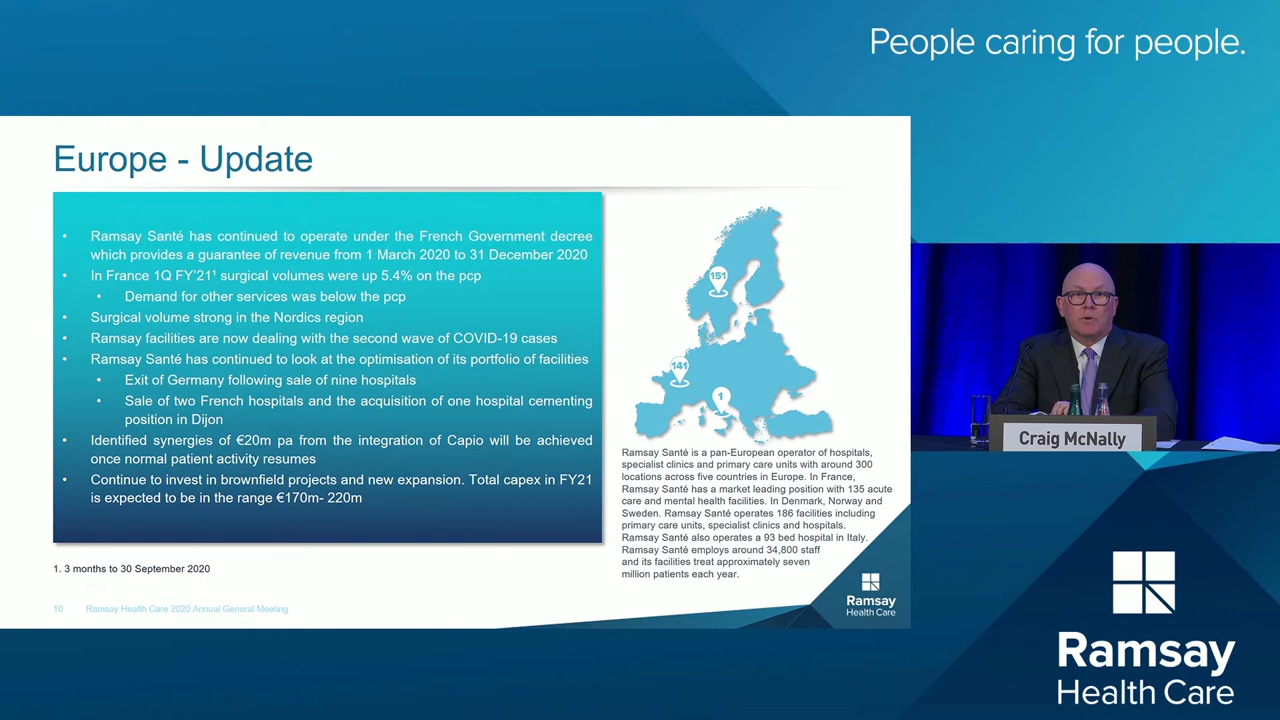 People caring for people.
Europe - Update
• Ramsay Santé has continued to operate under the French Government decree
which provides a guarantee of revenue from 1 March 2020 to 31 December 2020
• In France 1Q FY'21¹ surgical volumes were up 5.4% on the pcp
• Demand for other services was below the pcp
• Surgical volume strong in the Nordics region
• Ramsay facilities are now dealing with the second wave of COVID-19 cases
• Ramsay Santé has continued to look at the optimisation of its portfolio of facilities
• Exit of Germany following sale of nine hospitals
• Sale of two French hospitals and the acquisition of one hospital cementing
position in Dijon
• Identified synergies of €20m pa from the integration of Capio will be achieved
once normal patient activity resumes
• Continue to invest in brownfield projects and new expansion. Total capex in FY21
is expected to be in the range €170m- 220m
151
141
1
Ramsay Santé is a pan-European operator of hospitals,
specialist clinics and primary care units with around 300
locations across five countries in Europe. In France,
Ramsay Santé has a market leading position with 135 acute
care and mental health facilities. In Denmark, Norway and
Sweden. Ramsay Santé operates 186 facilities including
primary care units, specialist clinics and hospitals.
Ramsay Santé also operates a 93 bed hospital in Italy.
Ramsay Santé employs around 34,800 staff
and its facilities treat approximately seven
million patients each year.
1. 3 months to 30 September 2020
10 Ramsay Health Care 2020 Annual General Meeting
Ramsay
Health Care
Craig McNally
Ramsay
Health Care